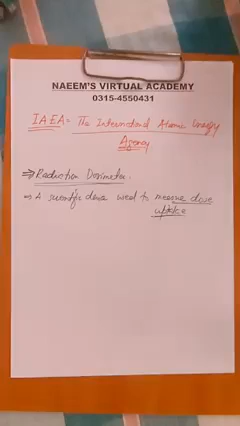 NAEEM'S VIRTUAL ACADEMY
0315-4550431
IAEA = The International Atomic Energy
Agency
⇒ Radiation Dosimeter.
⇒ A scientific device used to measure dose
uptake